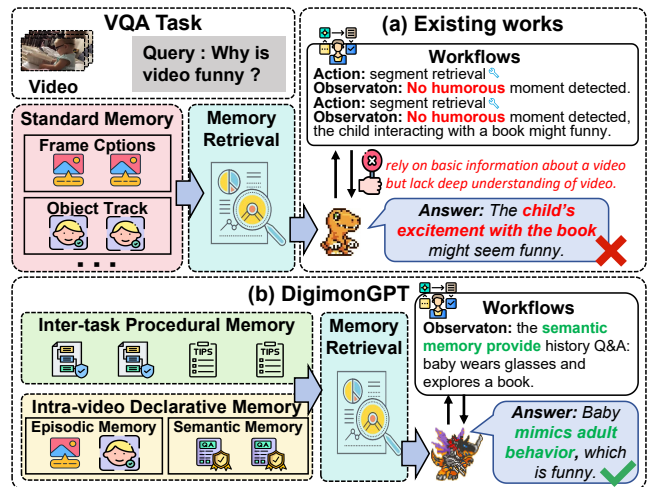 VQA Task
Query : Why is
video funny ?
Video
Standard Memory
Frame Cptions
Object Track
...
Memory
Retrieval
(a) Existing works
Workflows
Action: segment retrieval
Observaton: No humorous moment detected.
Action: segment retrieval
Observaton: No humorous moment detected,
the child interacting with a book might funny.
rely on basic information about a video
but lack deep understanding of video.
Answer: The child's
excitement with the book
might seem funny.
(b) DigimonGPT
Inter-task Procedural Memory
TIPS
TIPS
Intra-video Declarative Memory
Episodic Memory
Semantic Memory
QA
QA
Memory
Retrieval
Workflows
Observaton: the semantic
memory provide history Q&A:
baby wears glasses and
explores a book.
Answer: Baby
mimics adult
behavior, which
is funny.